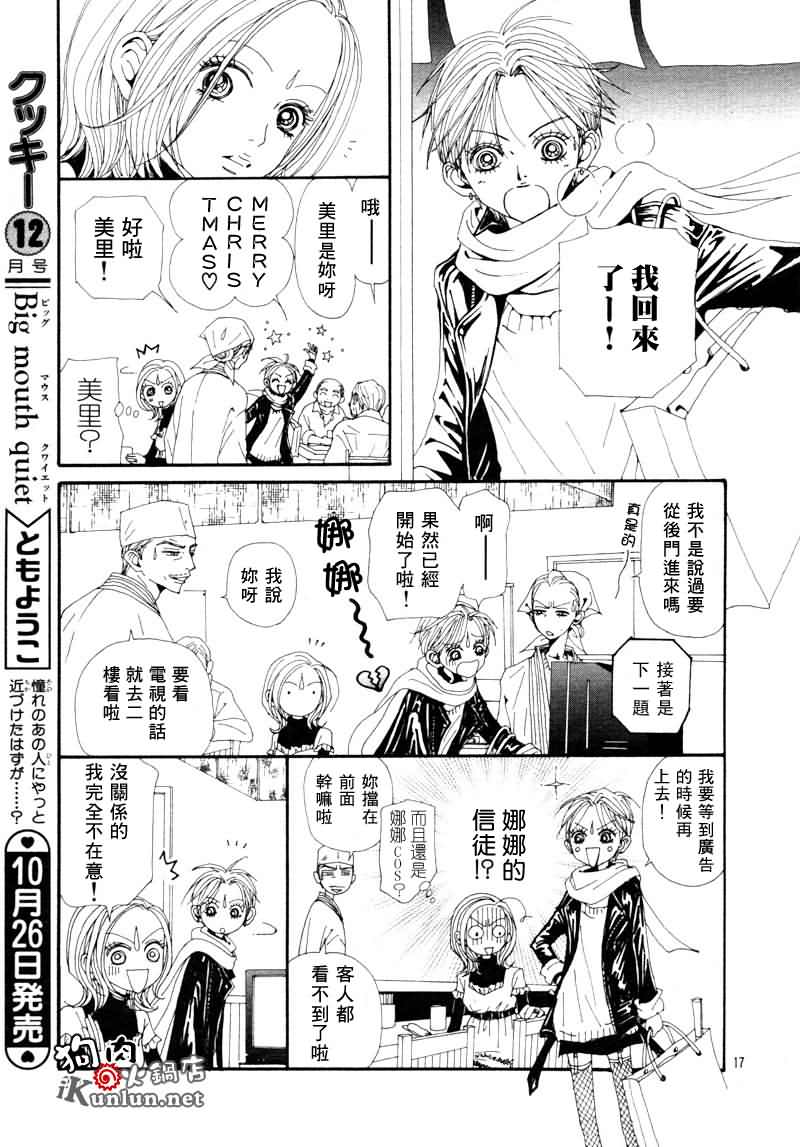 我回來
了ー！
哦——
美里是妳呀
MERRY
CHRIS
TMAS♡
好啦
美里！
美里？
我不是說過要
從後門進來嗎
真是的
接著是
下一題
啊——
果然已經
開始了啦！
娜
娜～
我說
妳呀
要看
電視的話
就去二
樓看啦
我要等到廣告
的時候再
上去！
娜娜的
信徒!?
而且還是
娜娜COS?
妳擋在
前面
幹嘛啦
客人都
看不到了啦
沒關係的
我完全不在意！
17
クッキー
12
月号
Big mouth quiet
ビッグ マウス クワイエット
ともようこ
憧れのあの人にやっと
近づけたはずが……？
♥10月26日発売♥
狗肉
火鍋店
iKunlun.net